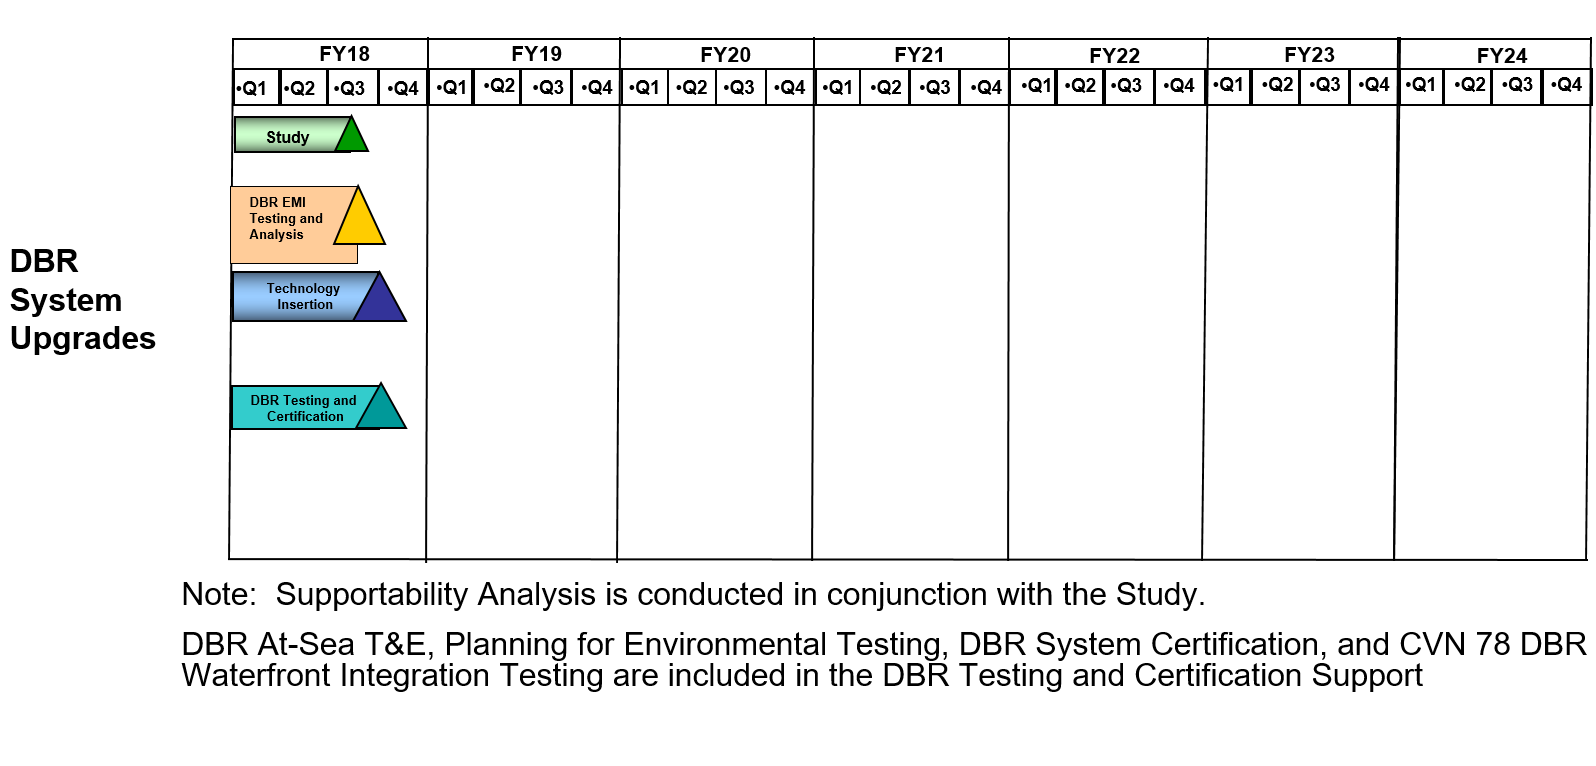 FY18 FY19 FY20 FY21 FY22 FY23 FY24
•Q1 •Q2 •Q3 •Q4 •Q1 •Q2 •Q3 •Q4 •Q1 •Q2 •Q3 •Q4 •Q1 •Q2 •Q3 •Q4 •Q1 •Q2 •Q3 •Q4 •Q1 •Q2 •Q3 •Q4 •Q1 •Q2 •Q3 •Q4
DBR
System
Upgrades
Study
DBR EMI
Testing and
Analysis
Technology
Insertion
DBR Testing and
Certification
Note:  Supportability Analysis is conducted in conjunction with the Study.
DBR At-Sea T&E, Planning for Environmental Testing, DBR System Certification, and CVN 78 DBR
Waterfront Integration Testing are included in the DBR Testing and Certification Support